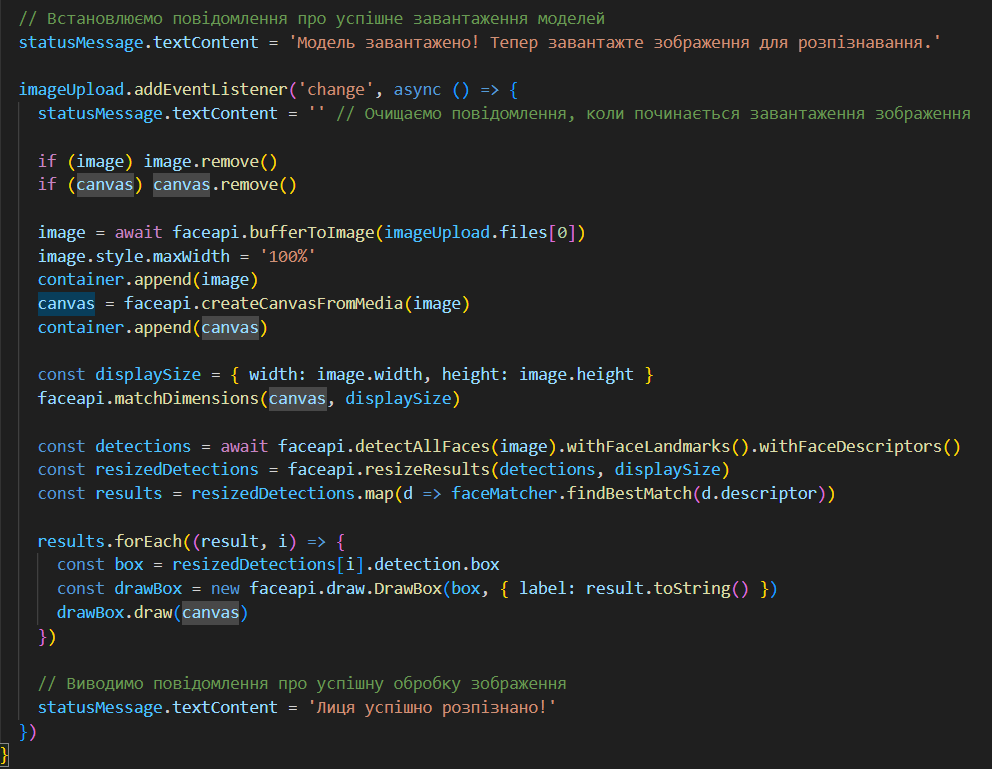 // Встановлюємо повідомлення про успішне завантаження моделей
statusMessage.textContent = 'Модель завантажено! Тепер завантажте зображення для розпізнавання.'

imageUpload.addEventListener('change', async () => {
  statusMessage.textContent = '' // Очищаємо повідомлення, коли починається завантаження зображення

  if (image) image.remove()
  if (canvas) canvas.remove()

  image = await faceapi.bufferToImage(imageUpload.files[0])
  image.style.maxWidth = '100%'
  container.append(image)
  canvas = faceapi.createCanvasFromMedia(image)
  container.append(canvas)

  const displaySize = { width: image.width, height: image.height }
  faceapi.matchDimensions(canvas, displaySize)

  const detections = await faceapi.detectAllFaces(image).withFaceLandmarks().withFaceDescriptors()
  const resizedDetections = faceapi.resizeResults(detections, displaySize)
  const results = resizedDetections.map(d => faceMatcher.findBestMatch(d.descriptor))

  results.forEach((result, i) => {
    const box = resizedDetections[i].detection.box
    const drawBox = new faceapi.draw.DrawBox(box, { label: result.toString() })
    drawBox.draw(canvas)
  })

  // Виводимо повідомлення про успішну обробку зображення
  statusMessage.textContent = 'Лиця успішно розпізнано!'
})
}